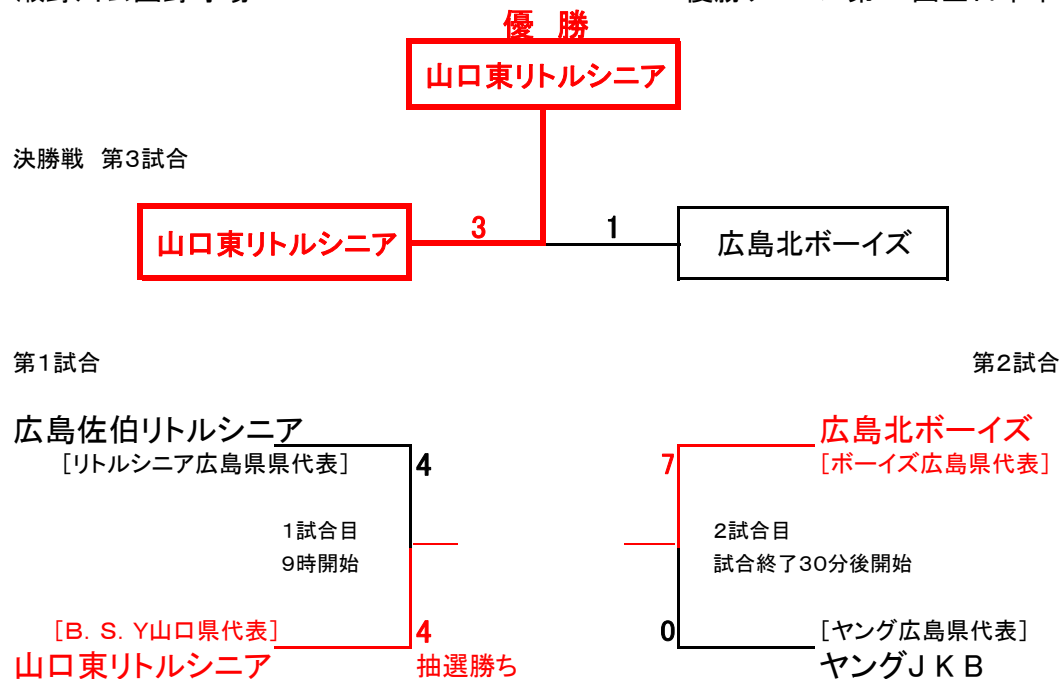 優 勝
山口東リトルシニア
決勝戦 第3試合
山口東リトルシニア
3
1
広島北ボーイズ
第1試合
第2試合
広島佐伯リトルシニア
[リトルシニア広島県県代表]
4
7
広島北ボーイズ
[ボーイズ広島県代表]
1試合目
9時開始
2試合目
試合終了30分後開始
[B. S. Y山口県代表]
山口東リトルシニア
4
抽選勝ち
0
[ヤング広島県代表]
ヤングJKB